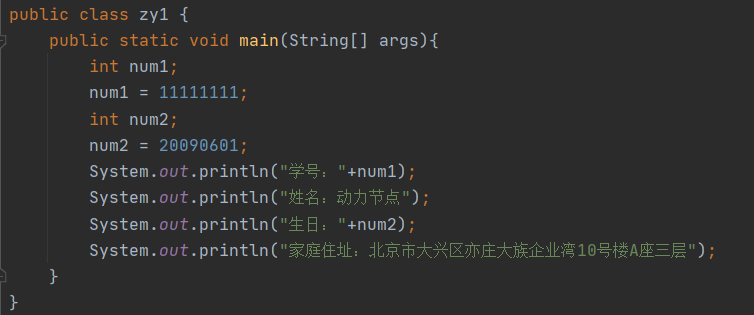 public class zy1 {
    public static void main(String[] args){
        int num1;
        num1 = 11111111;
        int num2;
        num2 = 20090601;
        System.out.println("学号："+num1);
        System.out.println("姓名：动力节点");
        System.out.println("生日："+num2);
        System.out.println("家庭住址：北京市大兴区亦庄大族企业湾10号楼A座三层");
    }
}